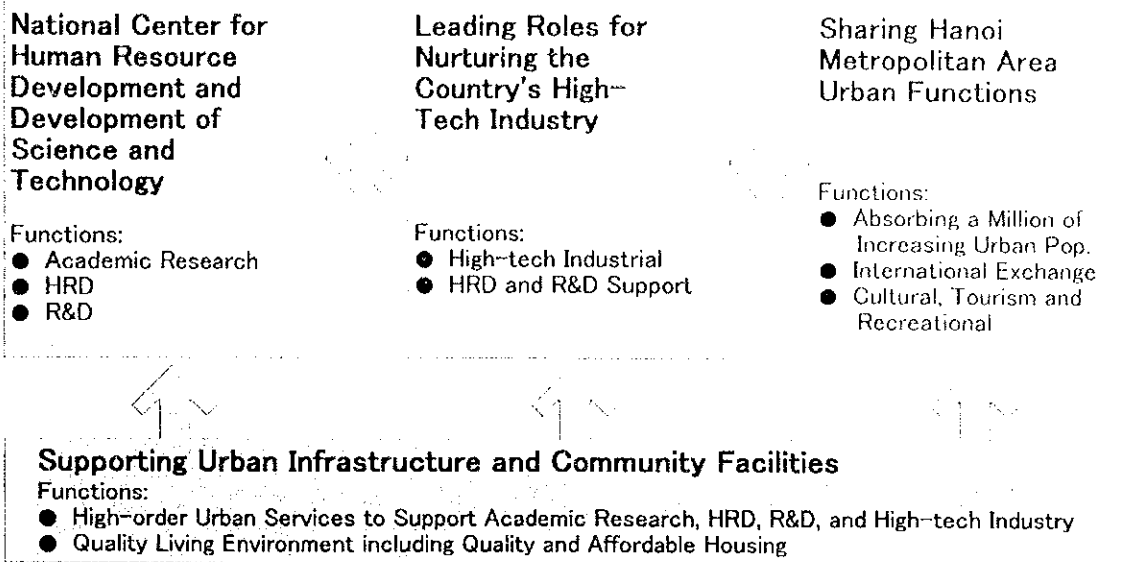 National Center for
Human Resource
Development and
Development of
Science and
Technology
Functions:
● Academic Research
● HRD
● R&D
Leading Roles for
Nurturing the
Country's High-
Tech Industry
Functions:
● High-tech Industrial
● HRD and R&D Support
Sharing Hanoi
Metropolitan Area
Urban Functions
Functions:
● Absorbing a Million of
Increasing Urban Pop.
● International Exchange
● Cultural, Tourism and
Recreational
Supporting Urban Infrastructure and Community Facilities
Functions:
● High-order Urban Services to Support Academic Research, HRD, R&D, and High-tech Industry
● Quality Living Environment including Quality and Affordable Housing